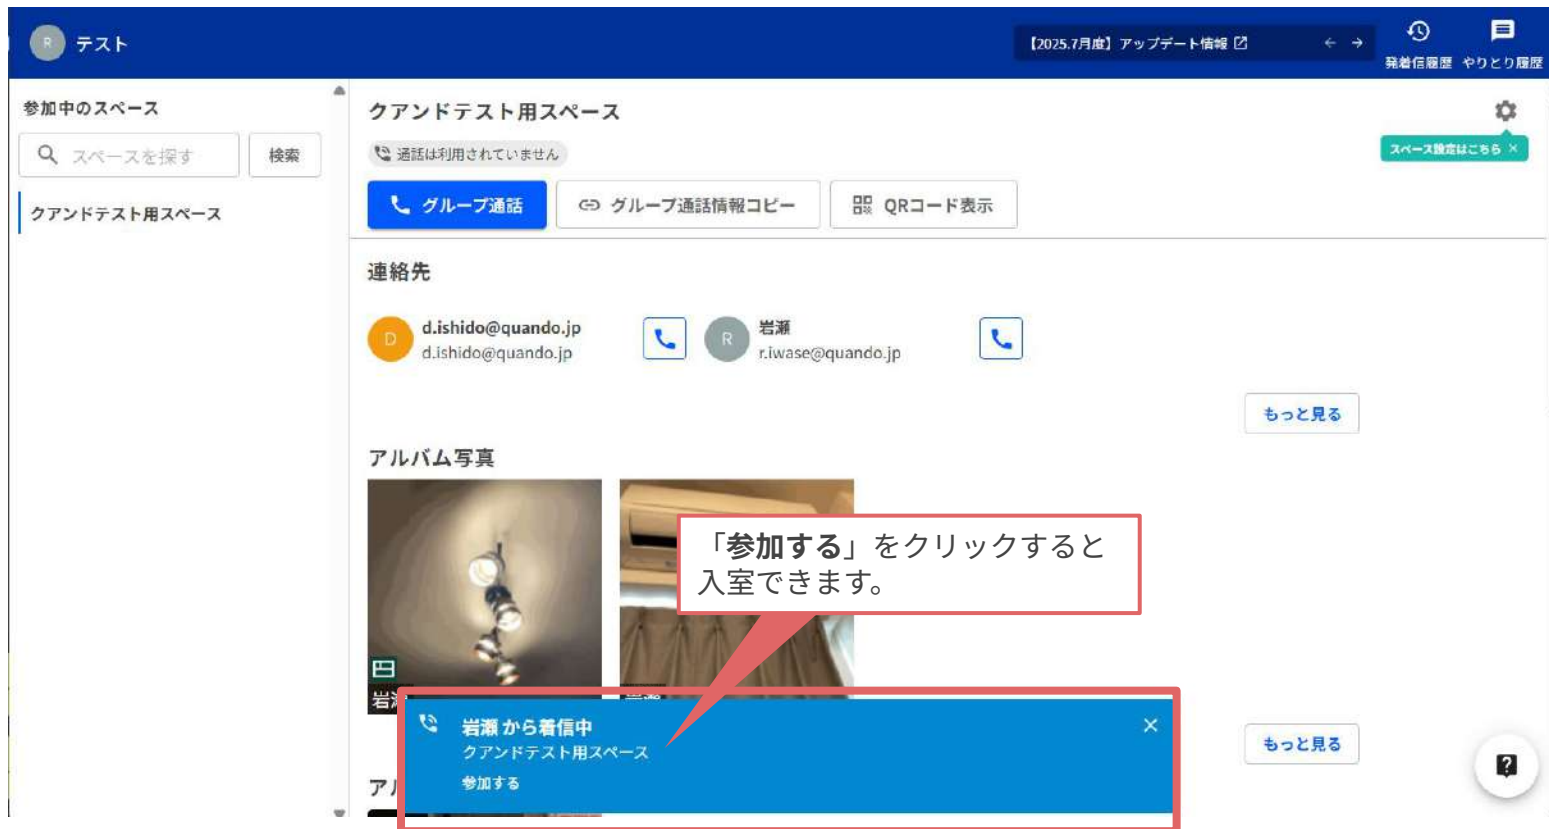 R テスト
【2025.7月度】アップデート情報
発着信履歴 やりとり履歴
参加中のスペース
スペースを探す
検索
クアンドテスト用スペース
クアンドテスト用スペース
スペース設定はこちら ×
通話は利用されていません
グループ通話
グループ通話情報コピー
QRコード表示
連絡先
D
d.ishido@quando.jp
d.ishido@quando.jp
R
岩瀬
r.iwase@quando.jp
もっと見る
アルバム写真
「参加する」をクリックすると
入室できます。
岩瀬 から着信中
クアンドテスト用スペース
参加する
もっと見る